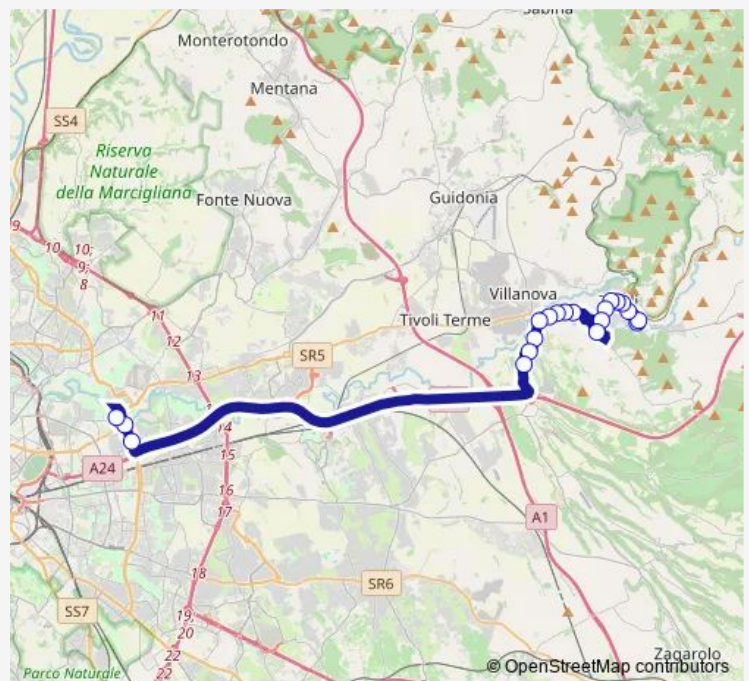 Sabina
Monterotondo
Mentana
SS4
Riserva
Naturale
della Marcigliana
Fonte Nuova
Guidonia
9
10
10;
9;
8
11
12
13
Villanova
Tivoli Terme
SR5
14
15
16
17
A24
A1
18
SR6
19;
20
SS7
22
22
Zagarolo
Parco Naturale
© OpenStreetMap contributors